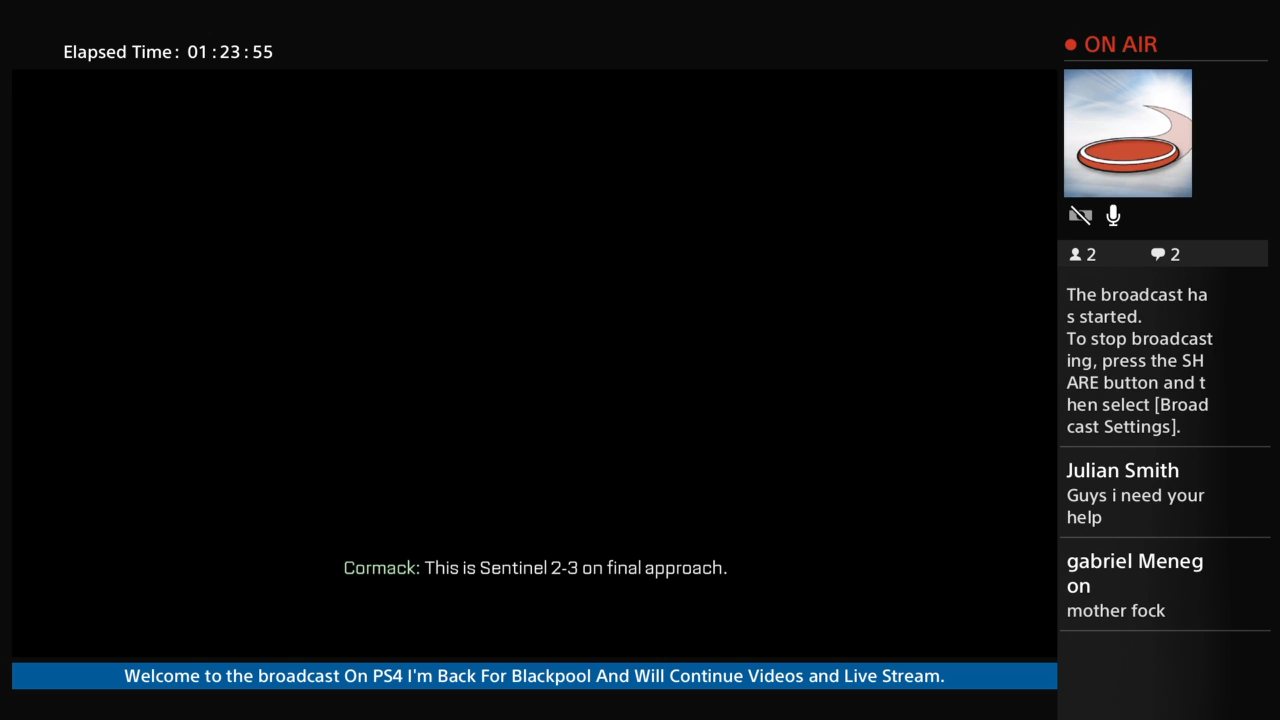 Elapsed Time: 01:23:55
ON AIR
2 2
The broadcast ha
s started.
To stop broadcast
ing, press the SH
ARE button and t
hen select [Broad
cast Settings].
Julian Smith
Guys i need your
help
gabriel Meneg
on
mother fock
Cormack: This is Sentinel 2-3 on final approach.
Welcome to the broadcast On PS4 I'm Back For Blackpool And Will Continue Videos and Live Stream.